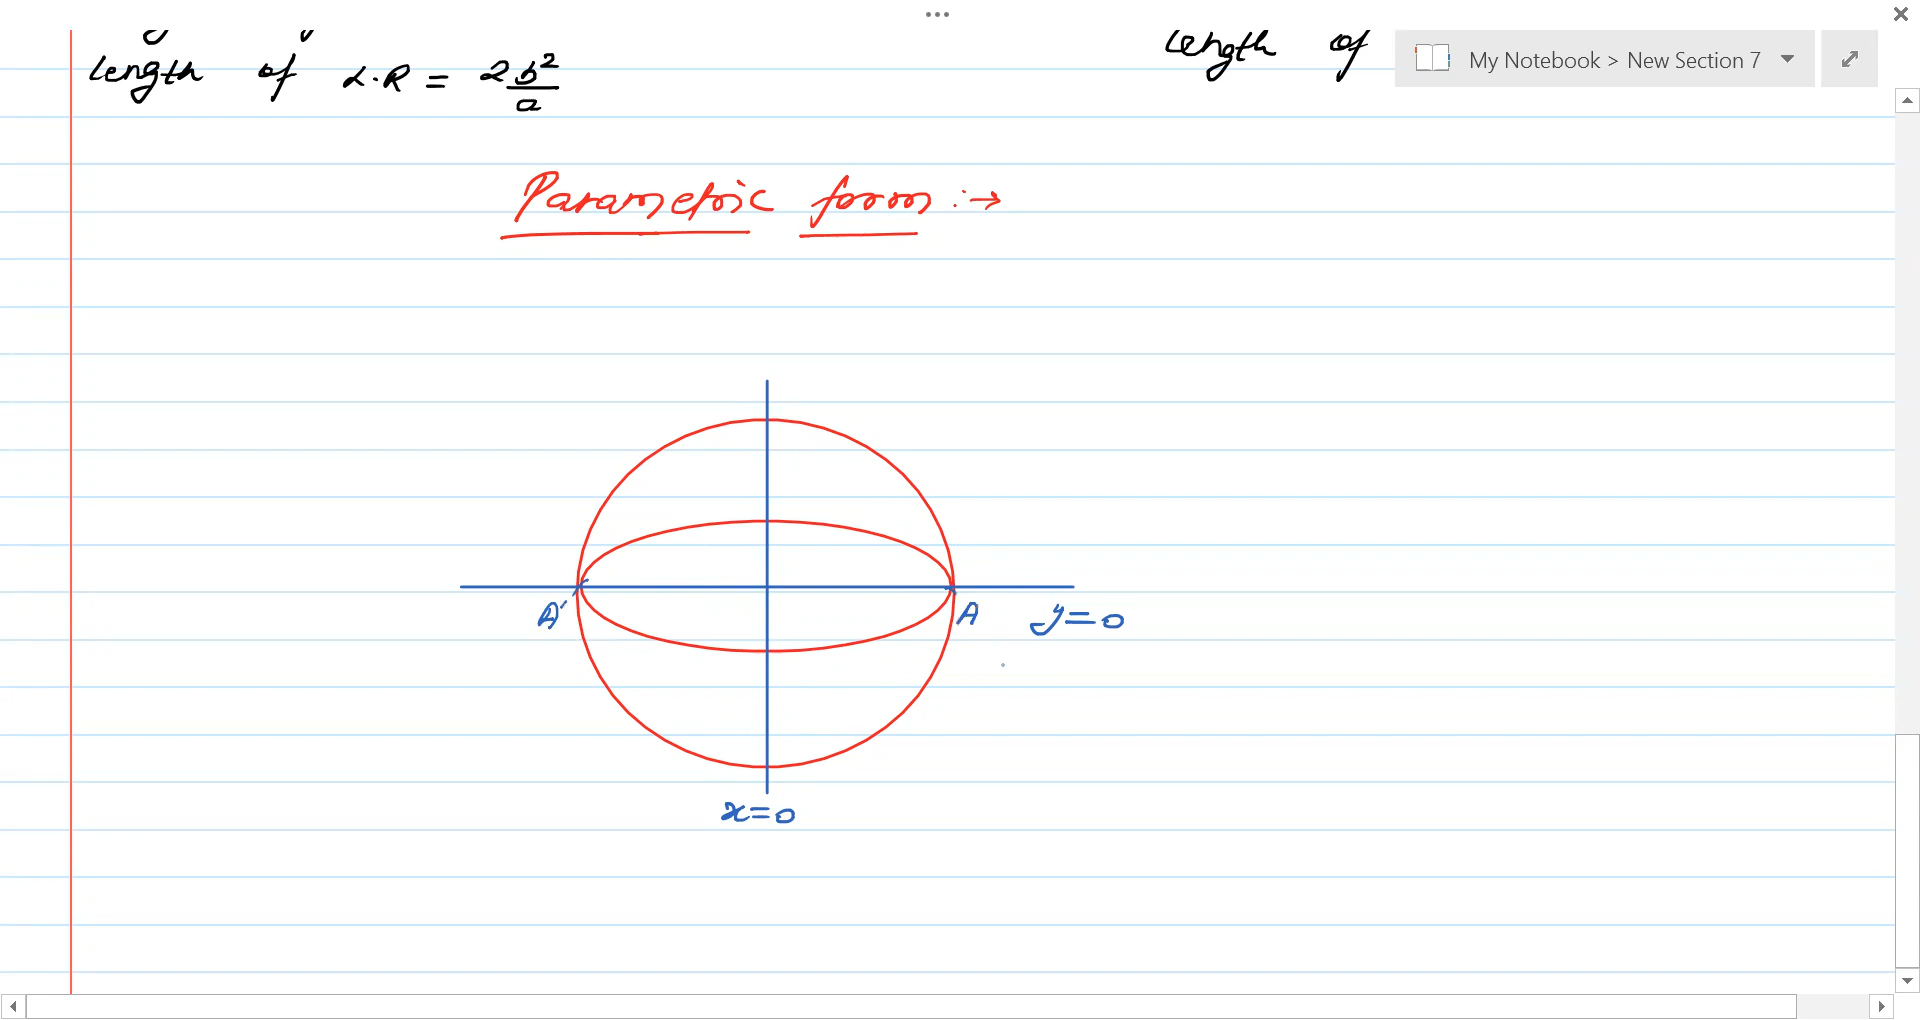 length of L.R = 2b²/a
length of
My Notebook > New Section 7
Parametric form :→
A'
A
y=0
x=0